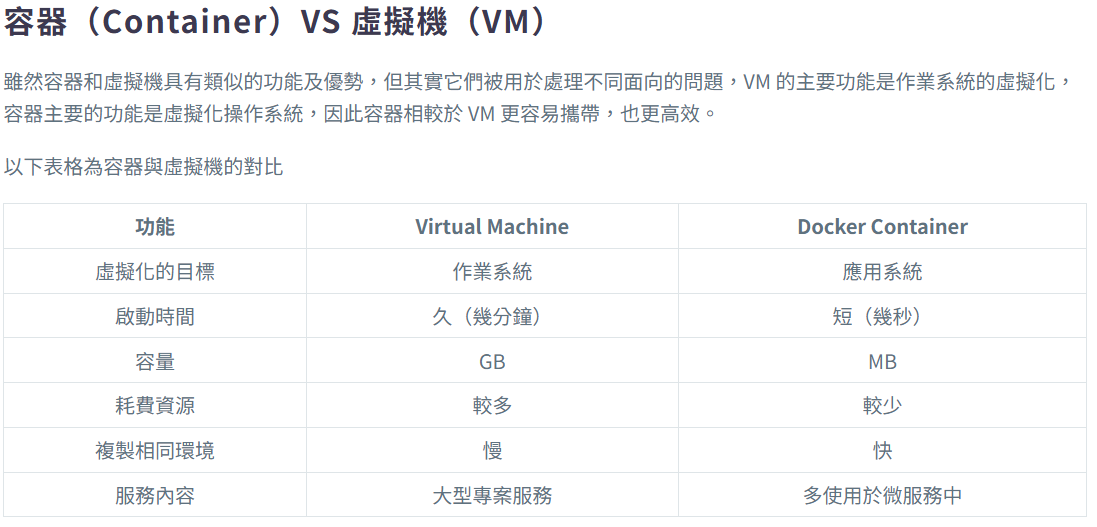 容器（Container）VS 虛擬機（VM）
雖然容器和虛擬機具有類似的功能及優勢，但其實它們被用於處理不同面向的問題，VM 的主要功能是作業系統的虛擬化，
容器主要的功能是虛擬化操作系統，因此容器相較於 VM 更容易攜帶，也更高效。
以下表格為容器與虛擬機的對比
功能 Virtual Machine Docker Container
虛擬化的目標 作業系統 應用系統
啟動時間 久（幾分鐘） 短（幾秒）
容量 GB MB
耗費資源 較多 較少
複製相同環境 慢 快
服務內容 大型專案服務 多使用於微服務中